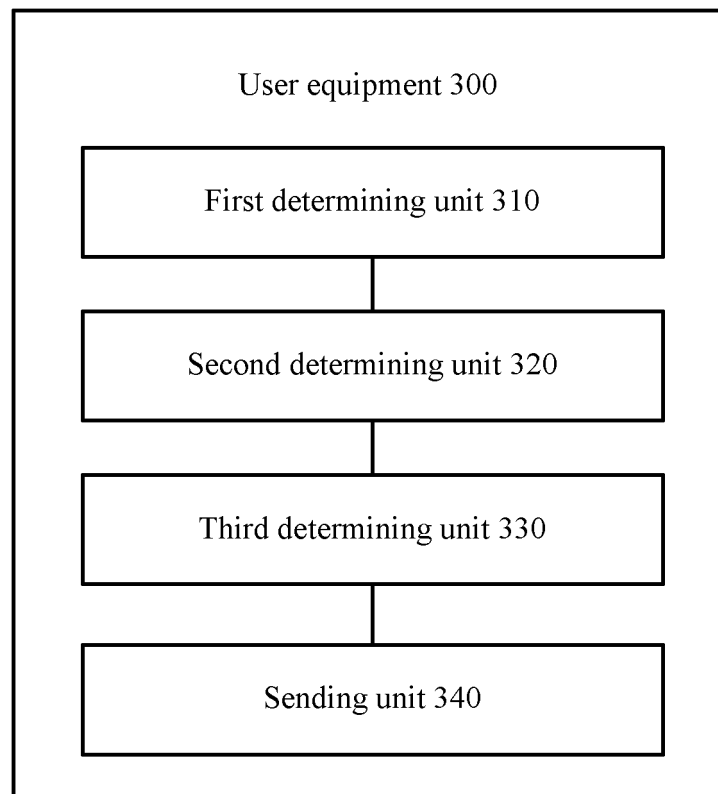 User equipment 300
First determining unit 310
Second determining unit 320
Third determining unit 330
Sending unit 340